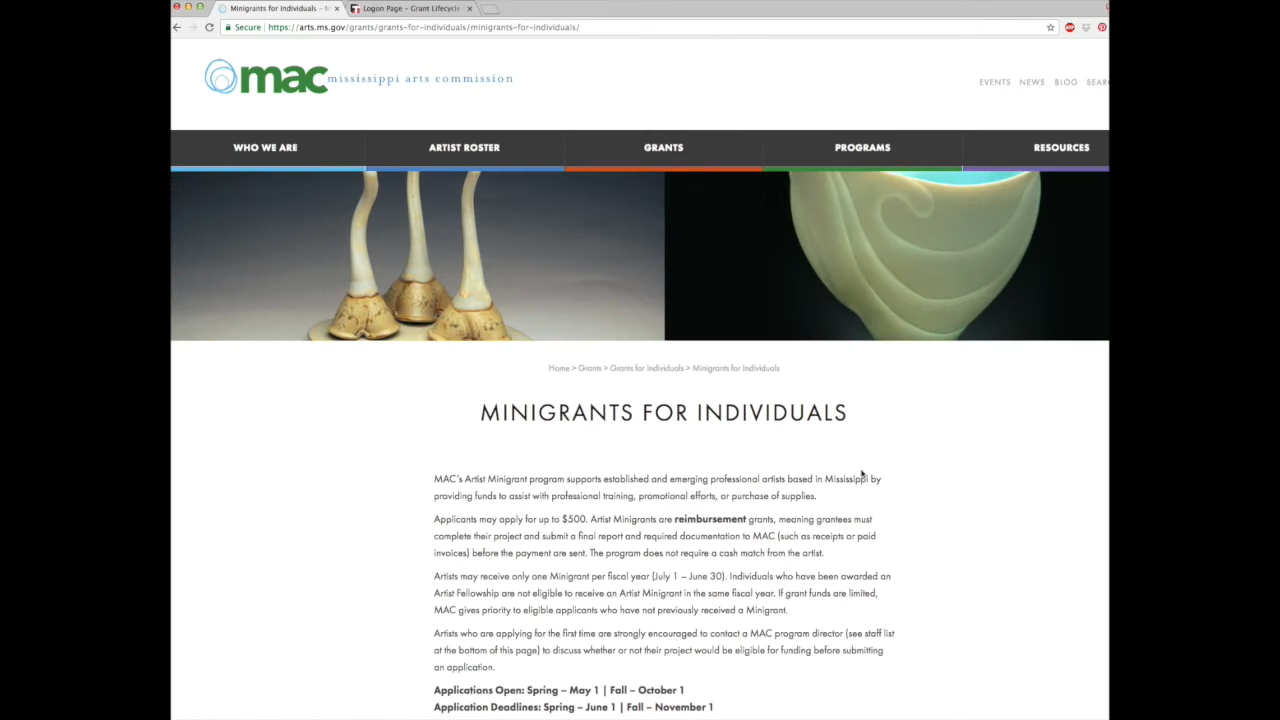 Minigrants for Individuals –
Logon Page – Grant Lifecycle
Secure
https://arts.ms.gov/grants/grants-for-individuals/minigrants-for-individuals/
mac mississippi arts commission
EVENTS NEWS BLOG SEAR
WHO WE ARE ARTIST ROSTER GRANTS PROGRAMS RESOURCES
Home > Grants > Grants for Individuals > Minigrants for Individuals
MINIGRANTS FOR INDIVIDUALS
MAC's Artist Minigrant program supports established and emerging professional artists based in Mississippi by
providing funds to assist with professional training, promotional efforts, or purchase of supplies.
Applicants may apply for up to $500. Artist Minigrants are reimbursement grants, meaning grantees must
complete their project and submit a final report and required documentation to MAC (such as receipts or paid
invoices) before the payment are sent. The program does not require a cash match from the artist.
Artists may receive only one Minigrant per fiscal year (July 1 – June 30). Individuals who have been awarded an
Artist Fellowship are not eligible to receive an Artist Minigrant in the same fiscal year. If grant funds are limited,
MAC gives priority to eligible applicants who have not previously received a Minigrant.
Artists who are applying for the first time are strongly encouraged to contact a MAC program director (see staff list
at the bottom of this page) to discuss whether or not their project would be eligible for funding before submitting
an application.
Applications Open: Spring – May 1 | Fall – October 1
Application Deadlines: Spring – June 1 | Fall – November 1